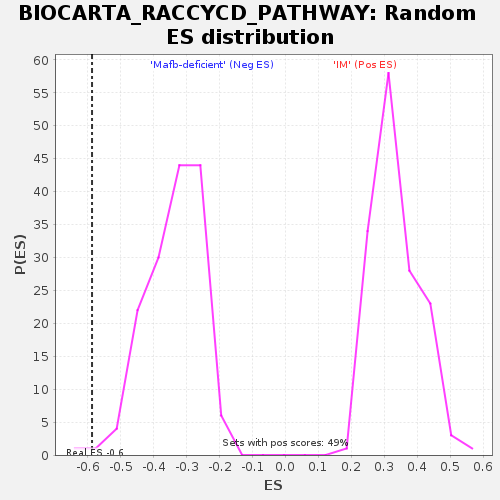 BIOCARTA_RACCYCD_PATHWAY: Random
ES distribution
'Mafb-deficient' (Neg ES)
'IM' (Pos ES)
P(ES)
60
55
50
45
40
35
30
25
20
15
10
5
0
Sets with pos scores: 49%
Real ES -0.6
-0.6 -0.5 -0.4 -0.3 -0.2 -0.1 0.0 0.1 0.2 0.3 0.4 0.5 0.6
ES